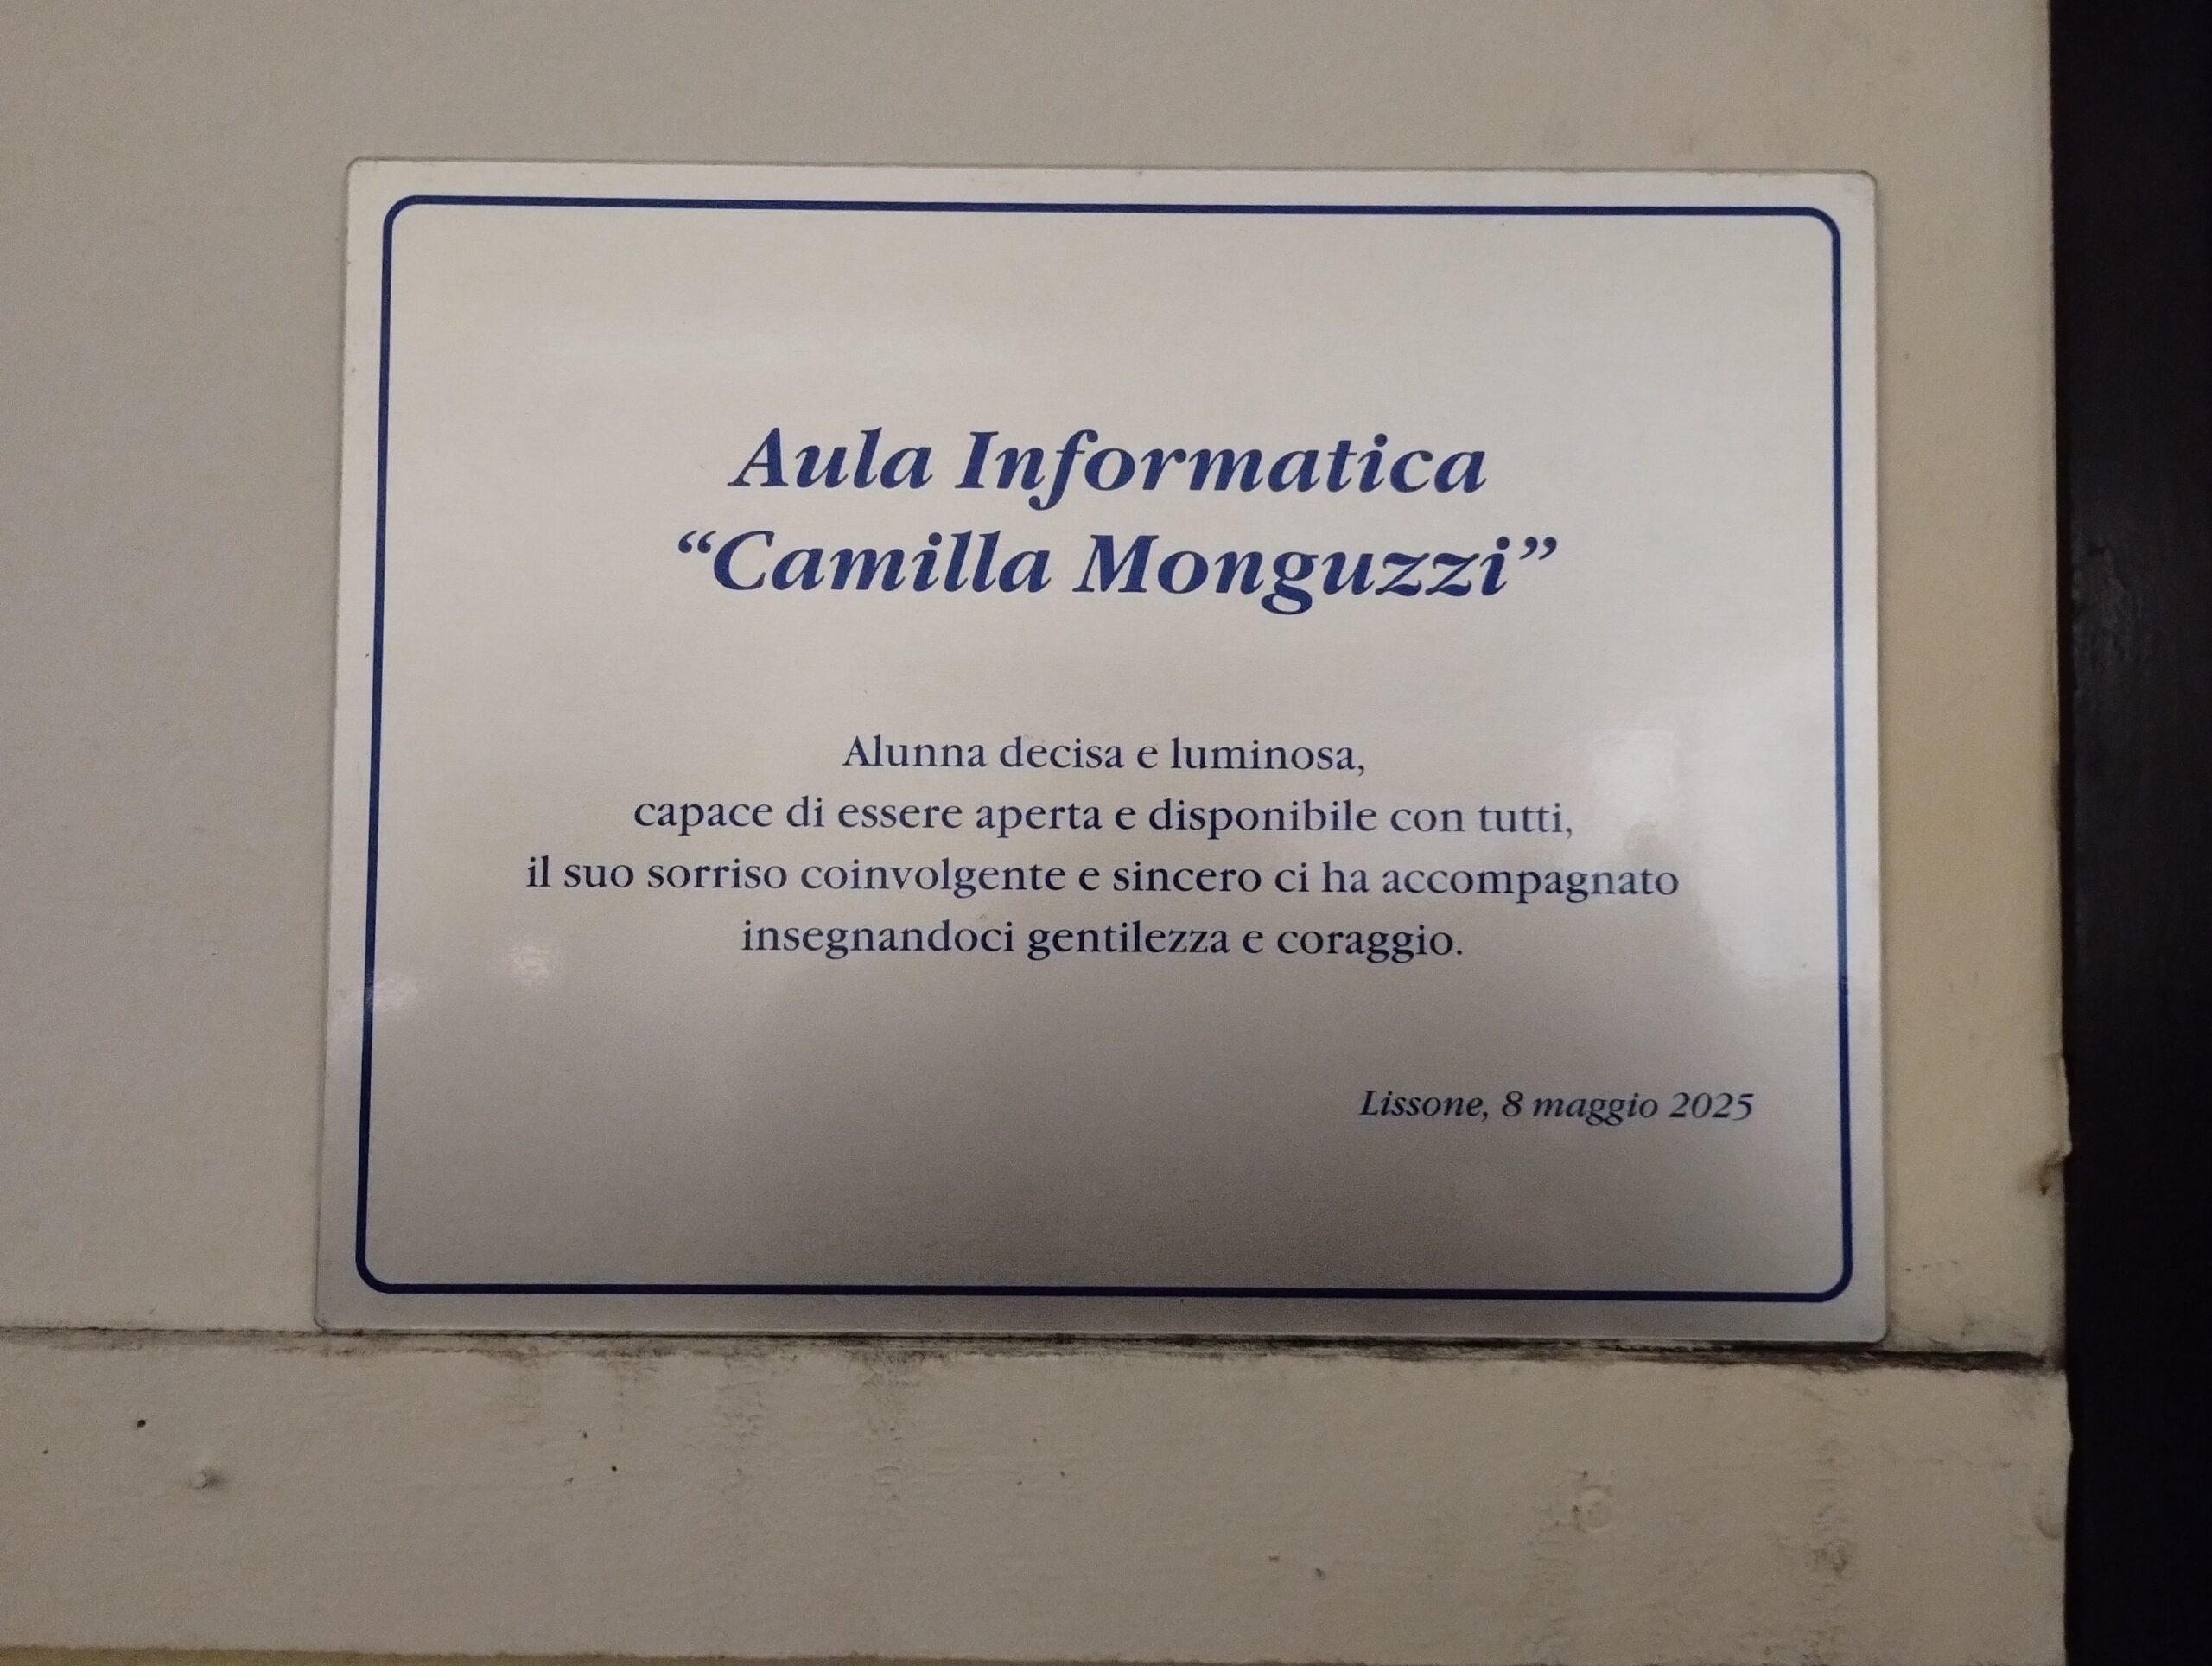 Aula Informatica
“Camilla Monguzzi”
Alunna decisa e luminosa,
capace di essere aperta e disponibile con tutti,
il suo sorriso coinvolgente e sincero ci ha accompagnato
insegnandoci gentilezza e coraggio.
Lissone, 8 maggio 2025